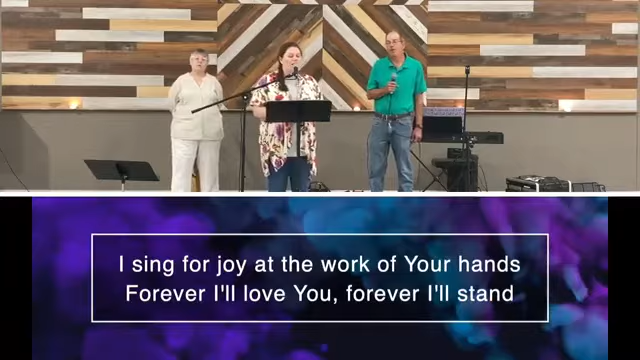 I sing for joy at the work of Your hands
Forever I'll love You, forever I'll stand